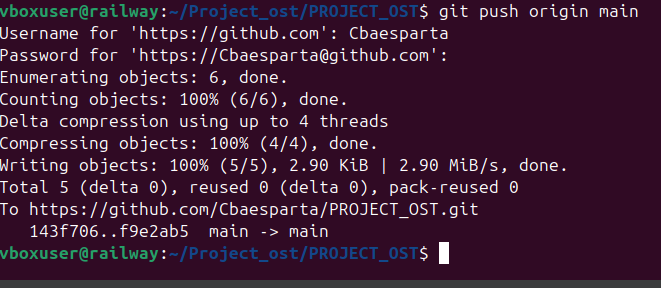 vboxuser@railway:~/Project_ost/PROJECT_OST$ git push origin main
Username for 'https://github.com': Cbaesparta
Password for 'https://Cbaesparta@github.com':
Enumerating objects: 6, done.
Counting objects: 100% (6/6), done.
Delta compression using up to 4 threads
Compressing objects: 100% (4/4), done.
Writing objects: 100% (5/5), 2.90 KiB | 2.90 MiB/s, done.
Total 5 (delta 0), reused 0 (delta 0), pack-reused 0
To https://github.com/Cbaesparta/PROJECT_OST.git
   143f706..f9e2ab5  main -> main
vboxuser@railway:~/Project_ost/PROJECT_OST$